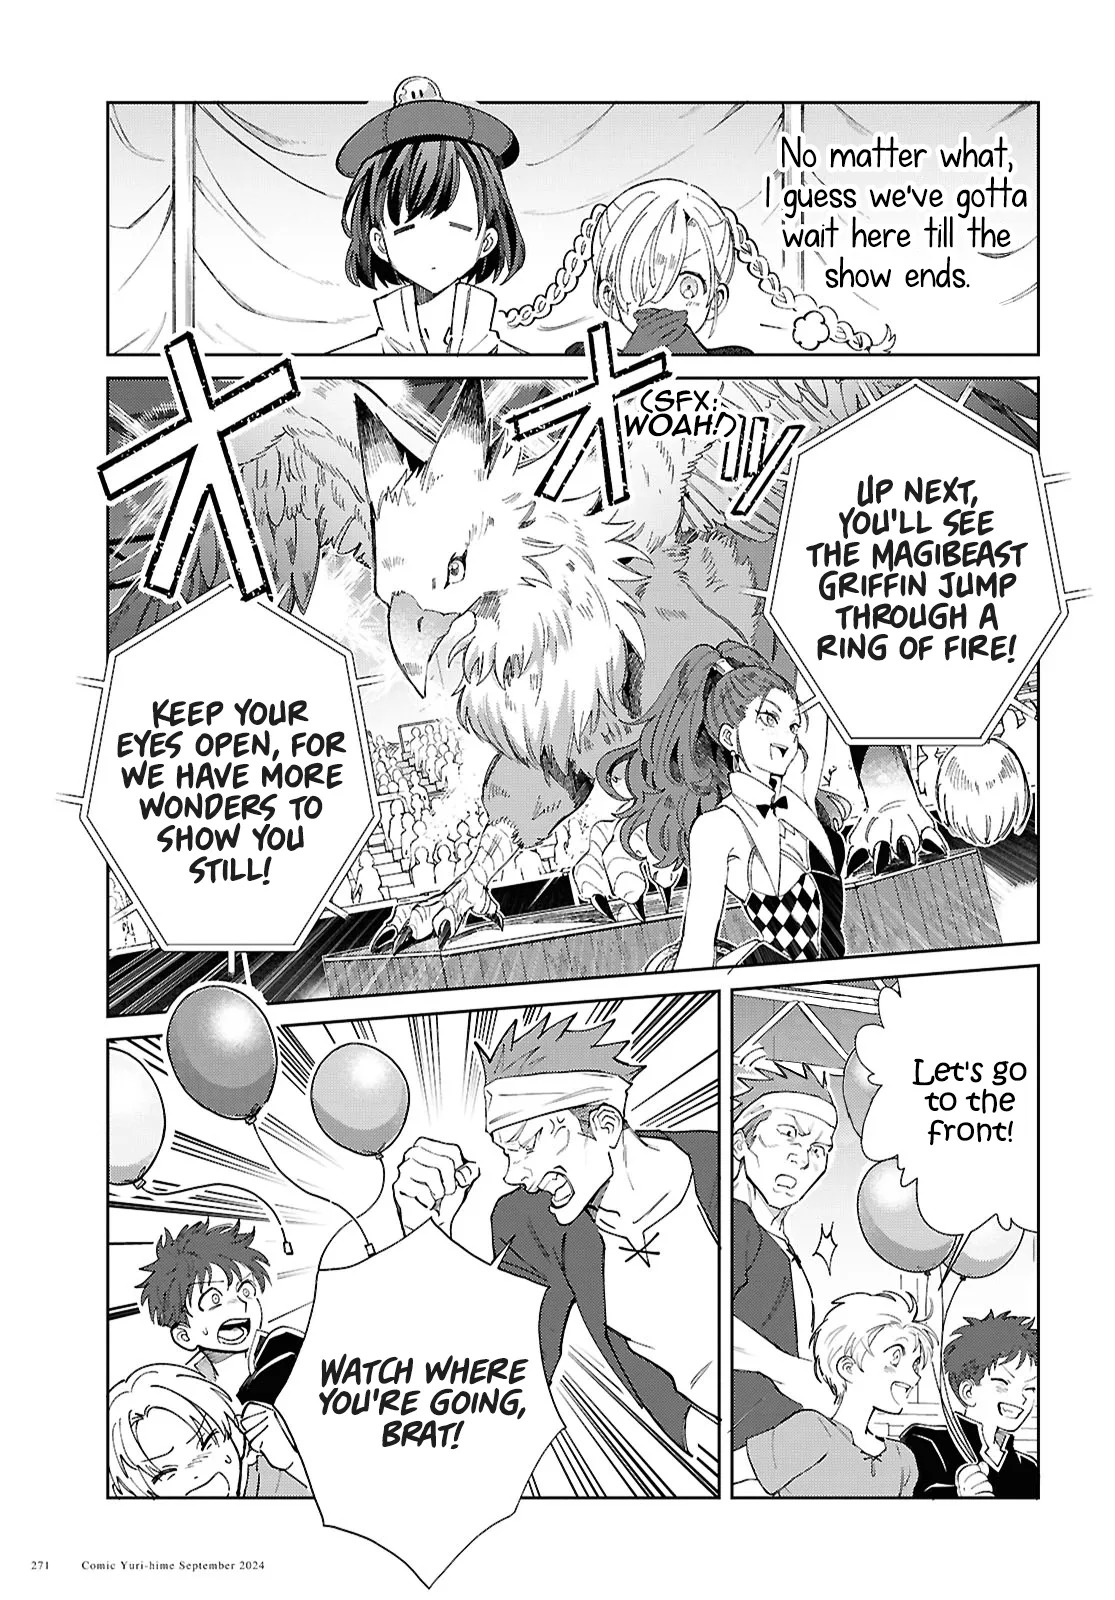 No matter what,
I guess we've gotta
wait here till the
show ends.
オオッ
(SFX:
WOAH!)
UP NEXT,
YOU'LL SEE
THE MAGIBEAST
GRIFFIN JUMP
THROUGH A
RING OF FIRE!
KEEP YOUR
EYES OPEN, FOR
WE HAVE MORE
WONDERS TO
SHOW YOU
STILL!
Let's go
to the
front!
WATCH WHERE
YOU'RE GOING,
BRAT!
271 Comic Yuri-hime September 2024